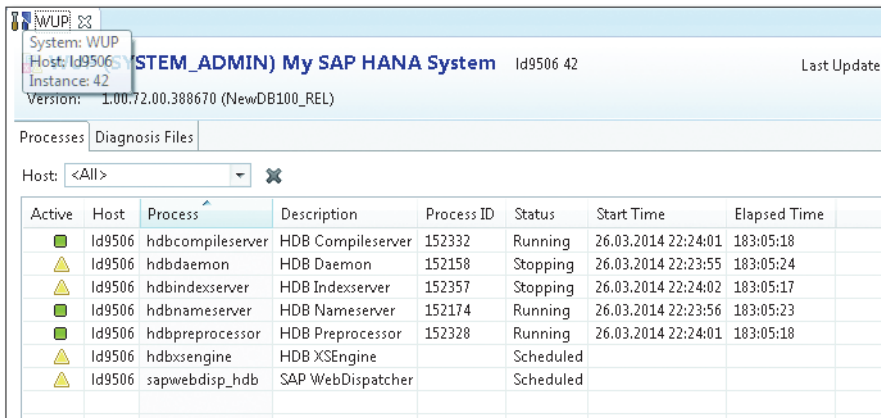 WUP
System: WUP
Host: ld9506
Instance: 42
(SYSTEM_ADMIN) My SAP HANA System ld9506 42 Last Update
Version: 1.00.72.00.388670 (NewDB100_REL)
Processes Diagnosis Files
Host: <All>
Active Host Process Description Process ID Status Start Time Elapsed Time
ld9506 hdbcompileserver HDB Compileserver 152332 Running 26.03.2014 22:24:01 183:05:18
ld9506 hdbdaemon HDB Daemon 152158 Stopping 26.03.2014 22:23:55 183:05:24
ld9506 hdbindexserver HDB Indexserver 152357 Stopping 26.03.2014 22:24:02 183:05:17
ld9506 hdbnameserver HDB Nameserver 152174 Running 26.03.2014 22:23:56 183:05:23
ld9506 hdbpreprocessor HDB Preprocessor 152328 Running 26.03.2014 22:24:01 183:05:18
ld9506 hdbxsengine HDB XSEngine Scheduled
ld9506 sapwebdisp_hdb SAP WebDispatcher Scheduled